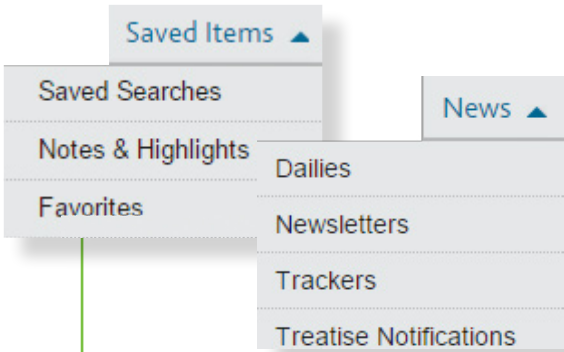 Saved Items
Saved Searches
Notes & Highlights
Favorites
News
Dailies
Newsletters
Trackers
Treatise Notifications